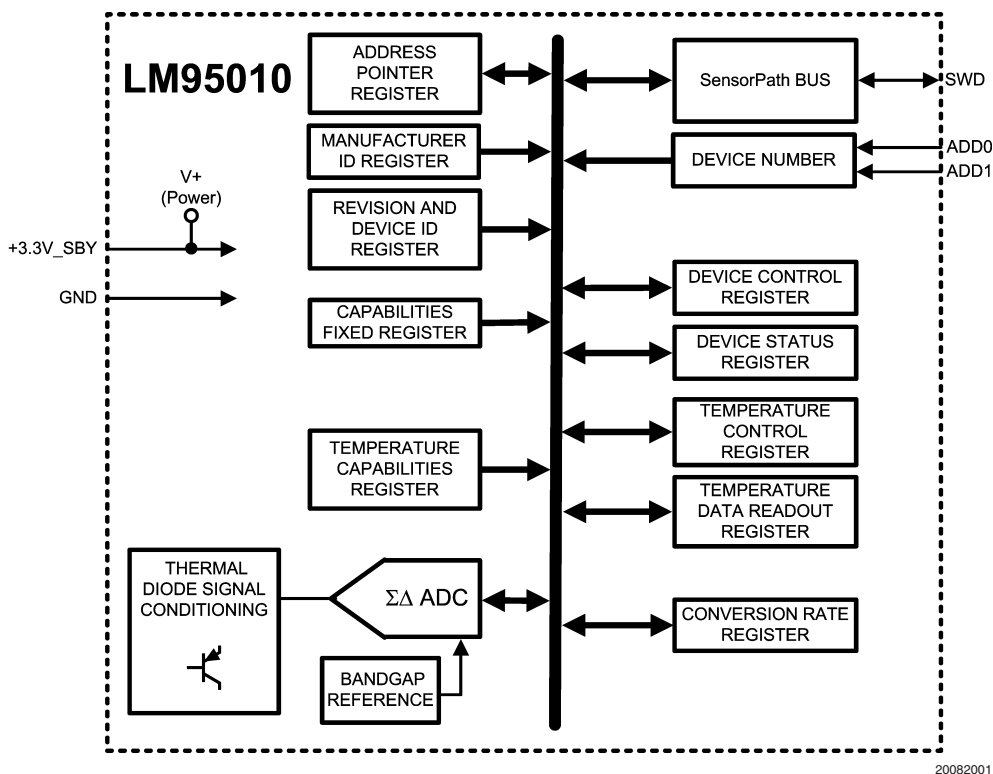 LM95010
ADDRESS
POINTER
REGISTER
MANUFACTURER
ID REGISTER
REVISION AND
DEVICE ID
REGISTER
CAPABILITIES
FIXED REGISTER
TEMPERATURE
CAPABILITIES
REGISTER
V+
(Power)
+3.3V_SBY
GND
THERMAL
DIODE SIGNAL
CONDITIONING
ΣΔ ADC
BANDGAP
REFERENCE
SensorPath BUS
SWD
DEVICE NUMBER
ADD0
ADD1
DEVICE CONTROL
REGISTER
DEVICE STATUS
REGISTER
TEMPERATURE
CONTROL
REGISTER
TEMPERATURE
DATA READOUT
REGISTER
CONVERSION RATE
REGISTER
20082001